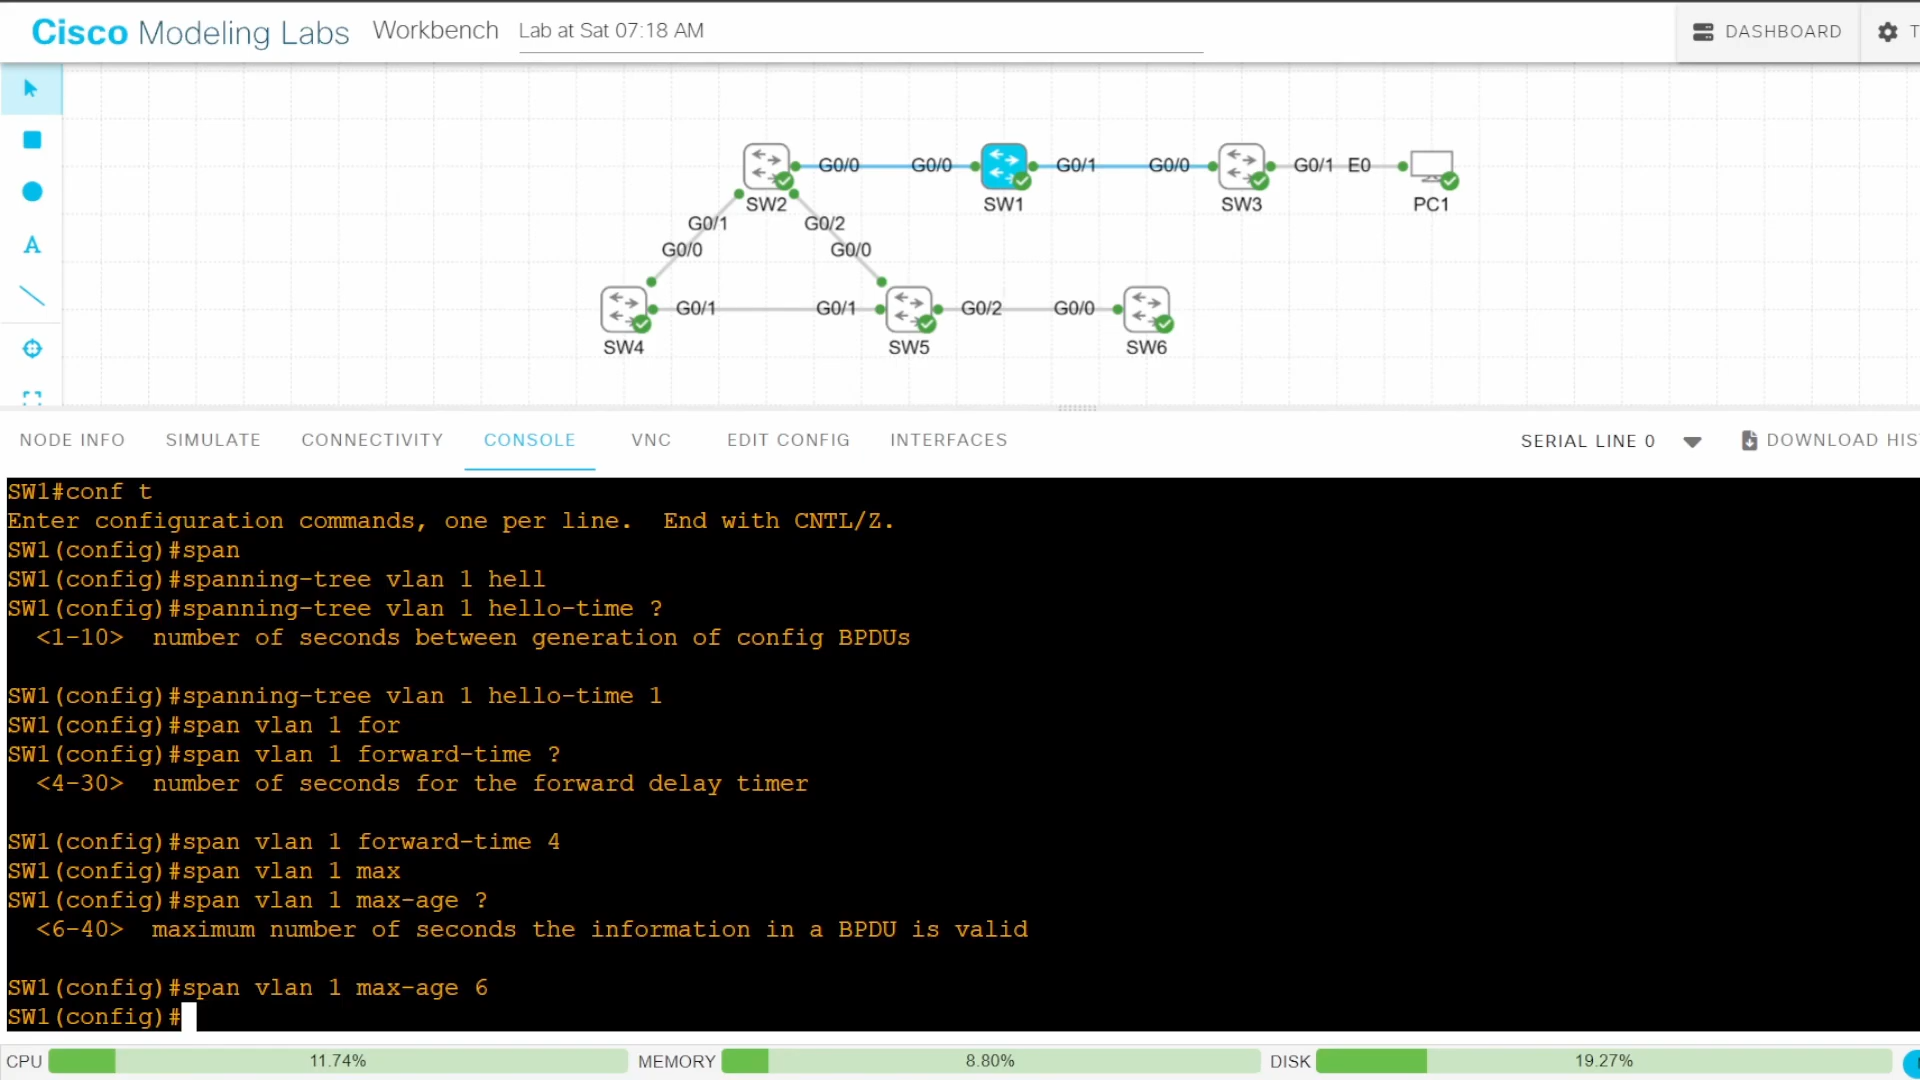 Cisco Modeling Labs Workbench Lab at Sat 07:18 AM DASHBOARD T
G0/0 G0/0 G0/1 G0/0 G0/1 E0
SW2 SW1 SW3 PC1
G0/1 G0/2
G0/0 G0/0
G0/1 G0/1 G0/2 G0/0
SW4 SW5 SW6
NODE INFO SIMULATE CONNECTIVITY CONSOLE VNC EDIT CONFIG INTERFACES SERIAL LINE 0 DOWNLOAD HIS
SW1#conf t
Enter configuration commands, one per line.  End with CNTL/Z.
SW1(config)#span
SW1(config)#spanning-tree vlan 1 hell
SW1(config)#spanning-tree vlan 1 hello-time ?
  <1-10>  number of seconds between generation of config BPDUs
SW1(config)#spanning-tree vlan 1 hello-time 1
SW1(config)#span vlan 1 for
SW1(config)#span vlan 1 forward-time ?
  <4-30>  number of seconds for the forward delay timer
SW1(config)#span vlan 1 forward-time 4
SW1(config)#span vlan 1 max
SW1(config)#span vlan 1 max-age ?
  <6-40>  maximum number of seconds the information in a BPDU is valid
SW1(config)#span vlan 1 max-age 6
SW1(config)#
CPU 11.74% MEMORY 8.80% DISK 19.27%